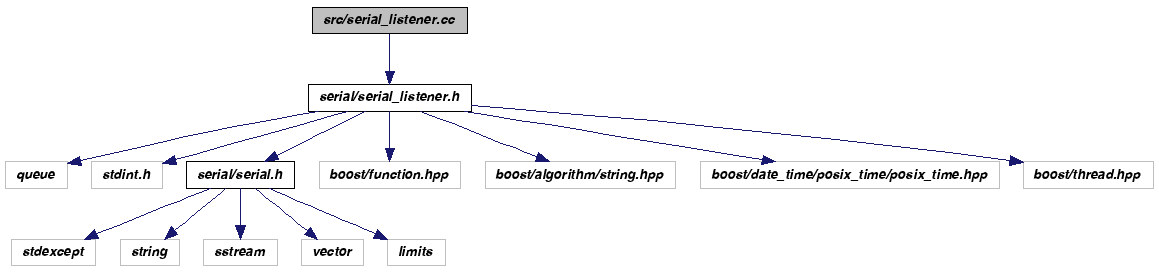 src/serial_listener.cc
serial/serial_listener.h
queue
stdint.h
serial/serial.h
boost/function.hpp
boost/algorithm/string.hpp
boost/date_time/posix_time/posix_time.hpp
boost/thread.hpp
stdexcept
string
sstream
vector
limits